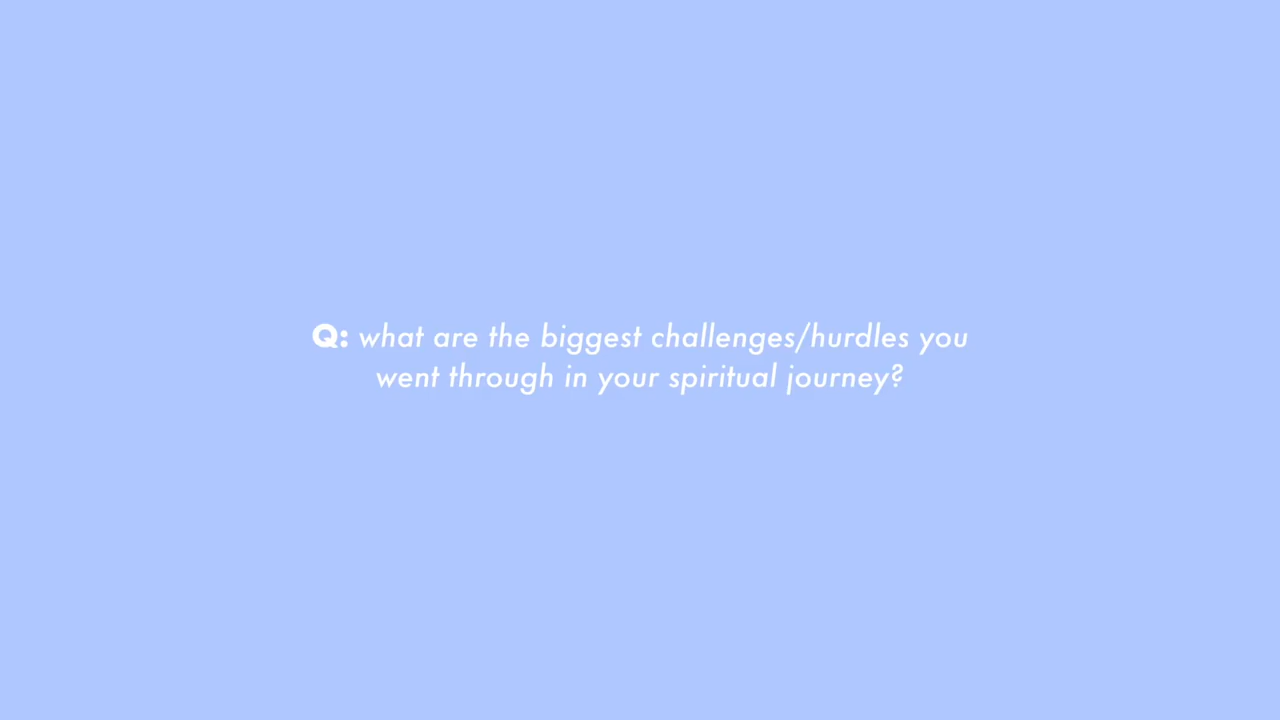 Q: what are the biggest challenges/hurdles you
went through in your spiritual journey?